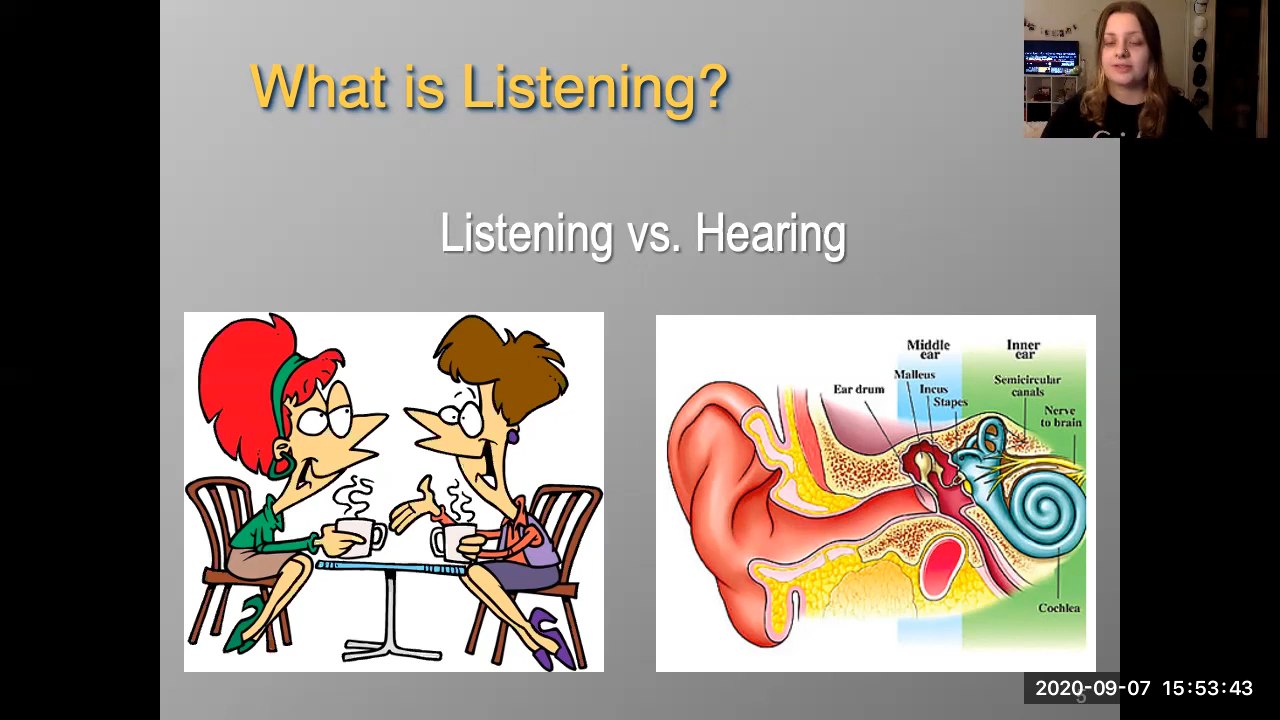 What is Listening?
Listening vs. Hearing
Middle
ear
Inner
ear
Malleus
Incus
Stapes
Ear drum
Semicircular
canals
Nerve
to brain
Cochlea
2020-09-07 15:53:43
5